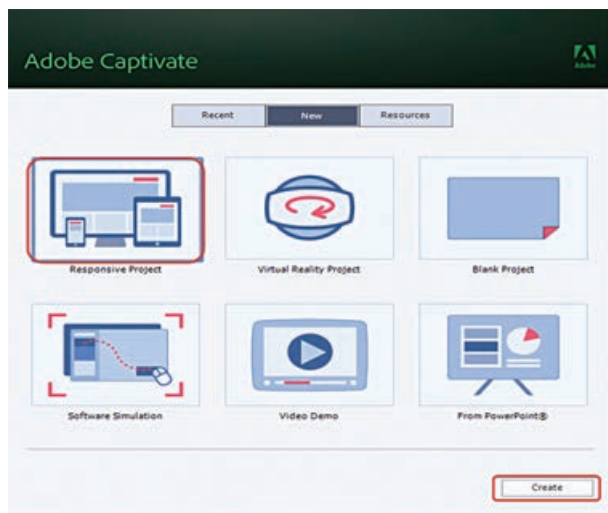 Adobe Captivate
Adobe
Recent New Resources
Responsive Project Virtual Reality Project Blank Project
Software Simulation Video Demo From PowerPoint®
Create